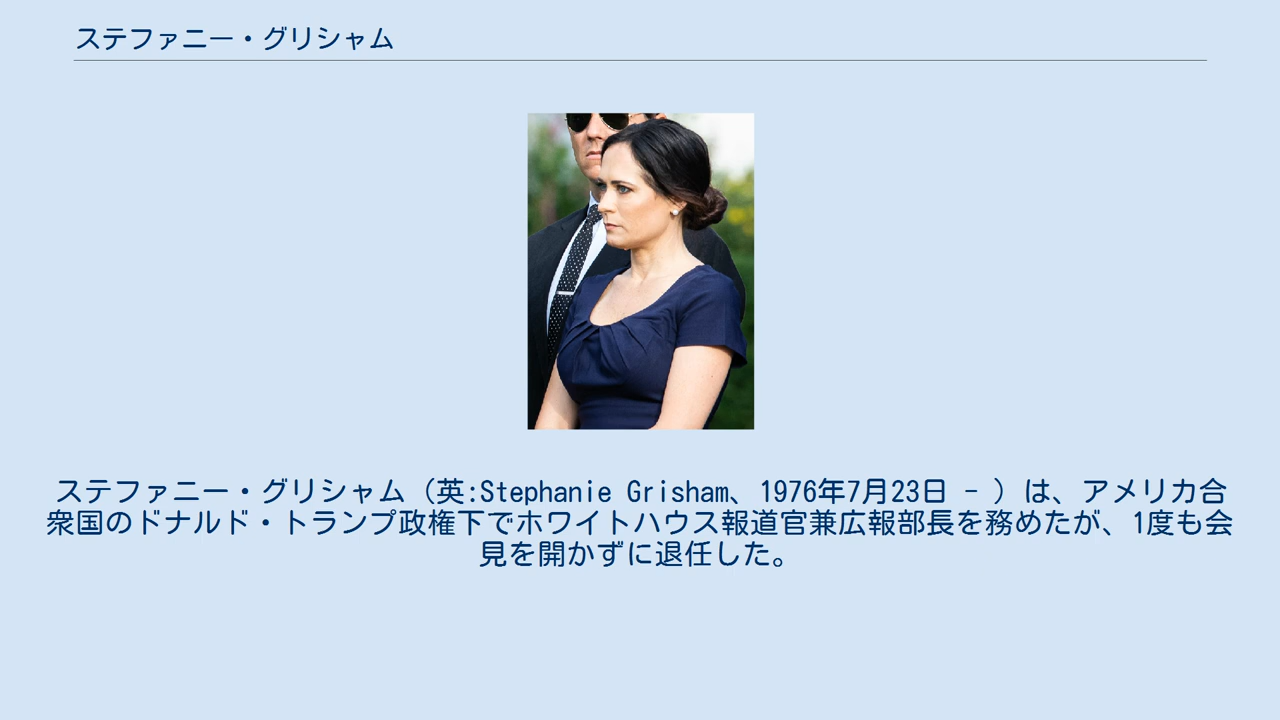 ステファニー・グリシャム
ステファニー・グリシャム（英:Stephanie Grisham、1976年7月23日 - ）は、アメリカ合
衆国のドナルド・トランプ政権下でホワイトハウス報道官兼広報部長を務めたが、1度も会
見を開かずに退任した。